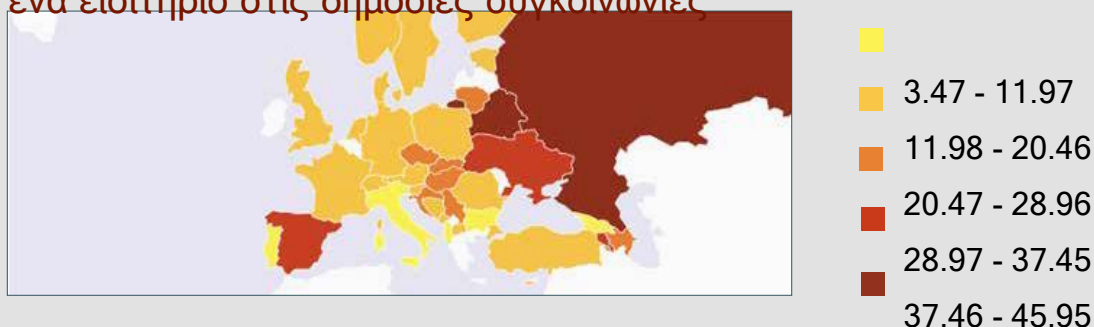 ένα εισιτήριο στις δημόσιες συγκοινωνίες
3.47 - 11.97
11.98 - 20.46
20.47 - 28.96
28.97 - 37.45
37.46 - 45.95